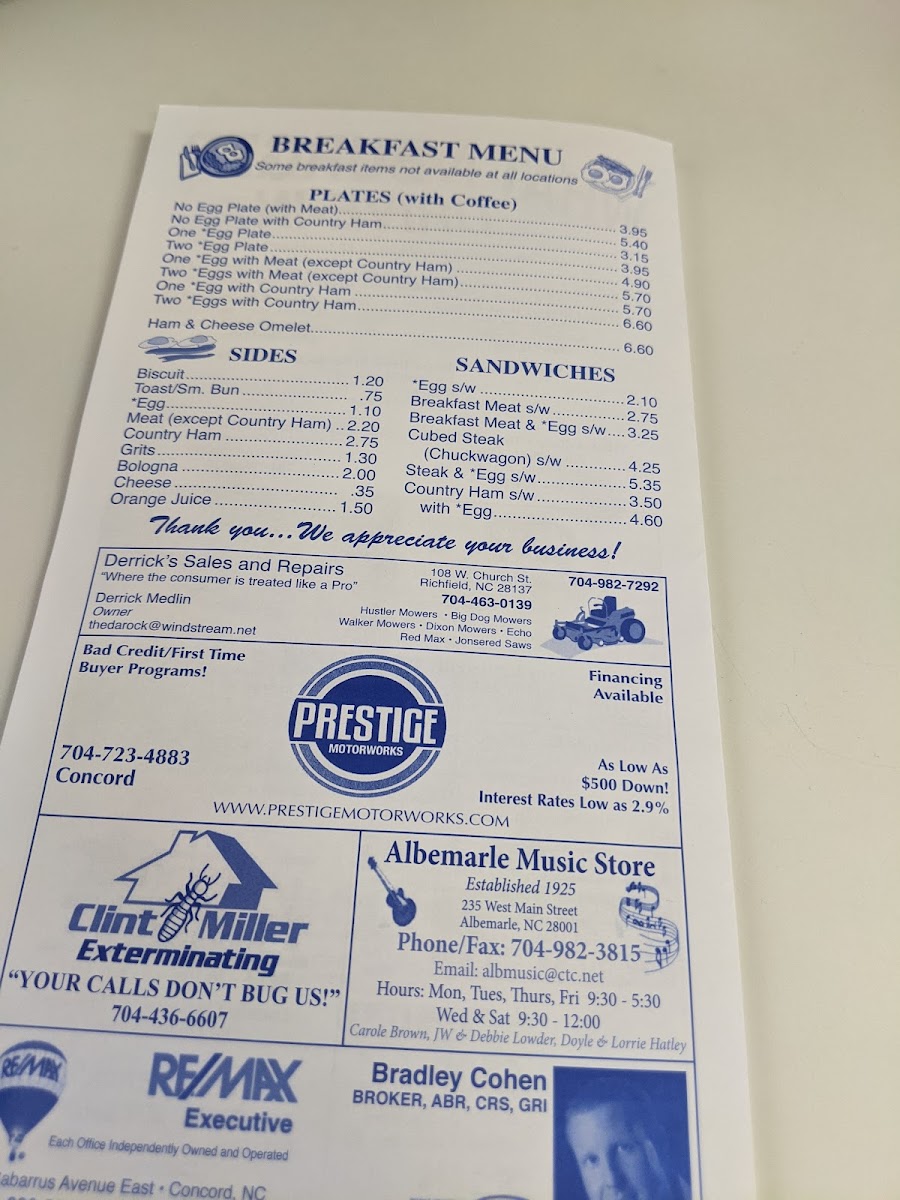 BREAKFAST MENU
Some breakfast items not available at all locations
PLATES (with Coffee)
No Egg Plate (with Meat)........ 3.95
No Egg Plate with Country Ham........ 5.40
One *Egg Plate........ 3.15
Two *Egg Plate........ 3.95
One *Egg with Meat (except Country Ham) ........ 4.90
Two *Eggs with Meat (except Country Ham)........ 5.70
One *Egg with Country Ham ........ 5.70
Two *Eggs with Country Ham........ 6.60
Ham & Cheese Omelet........ 6.60
SIDES
Biscuit........ 1.20
Toast/Sm. Bun ........ .75
*Egg........ 1.10
Meat (except Country Ham) .. 2.20
Country Ham ........ 2.75
Grits........ 1.30
Bologna ........ 2.00
Cheese ........ .35
Orange Juice ........ 1.50
SANDWICHES
*Egg s/w ........ 2.10
Breakfast Meat s/w........ 2.75
Breakfast Meat & *Egg s/w.... 3.25
Cubed Steak
(Chuckwagon) s/w ........ 4.25
Steak & *Egg s/w........ 5.35
Country Ham s/w........ 3.50
with *Egg........ 4.60
Thank you...We appreciate your business!
Derrick's Sales and Repairs
"Where the consumer is treated like a Pro"
Derrick Medlin
Owner
thedarock@windstream.net
108 W. Church St.
Richfield, NC 28137
704-463-0139
Hustler Mowers • Big Dog Mowers
Walker Mowers • Dixon Mowers • Echo
Red Max • Jonsered Saws
704-982-7292
Bad Credit/First Time
Buyer Programs!
Financing
Available
PRESTIGE
MOTORWORKS
704-723-4883
Concord
As Low As
$500 Down!
Interest Rates Low as 2.9%
WWW.PRESTIGEMOTORWORKS.COM
Clint Miller
Exterminating
"YOUR CALLS DON'T BUG US!"
704-436-6607
Albemarle Music Store
Established 1925
235 West Main Street
Albemarle, NC 28001
Phone/Fax: 704-982-3815
Email: albmusic@ctc.net
Hours: Mon, Tues, Thurs, Fri 9:30 - 5:30
Wed & Sat 9:30 - 12:00
Carole Brown, JW & Debbie Lowder, Doyle & Lorrie Hatley
RE/MAX
RE/MAX
Executive
Each Office Independently Owned and Operated
abarrus Avenue East • Concord, NC
Bradley Cohen
BROKER, ABR, CRS, GRI